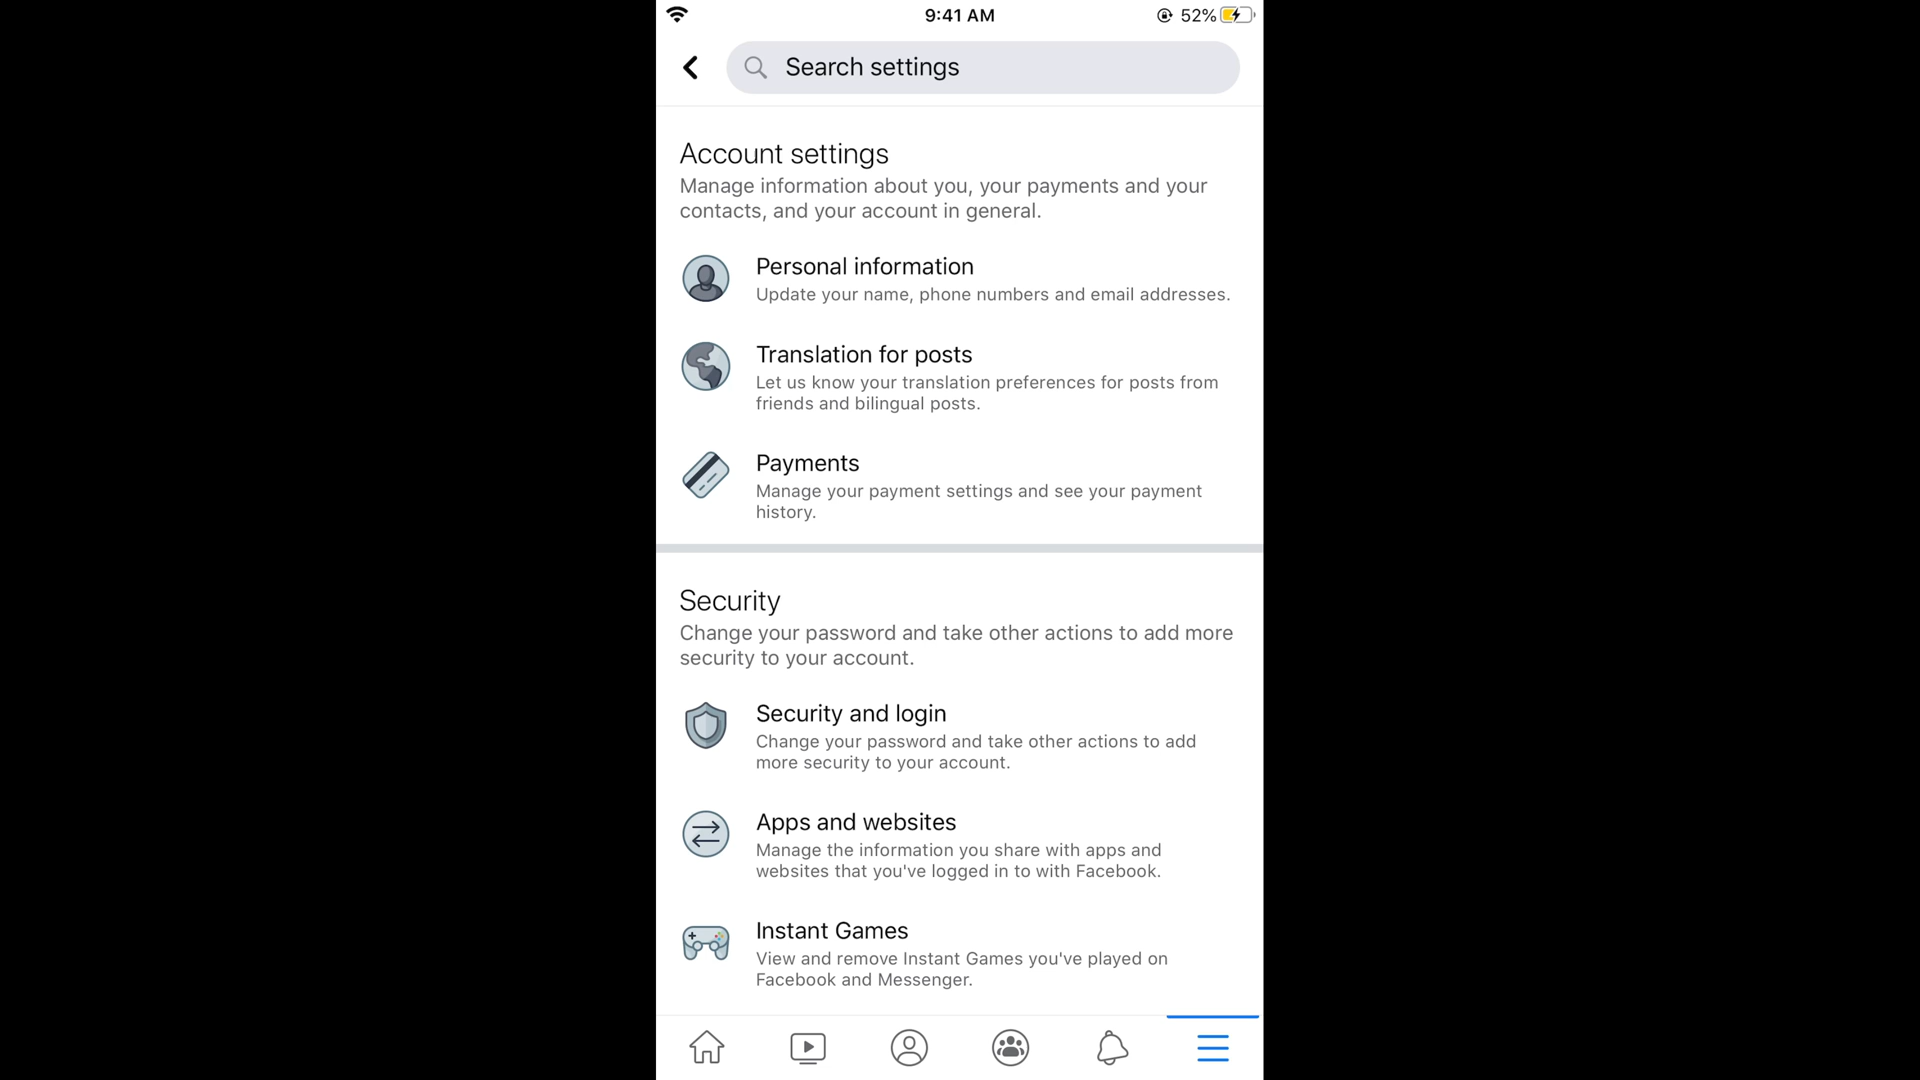 9:41 AM
52%
Search settings
Account settings
Manage information about you, your payments and your
contacts, and your account in general.
Personal information
Update your name, phone numbers and email addresses.
Translation for posts
Let us know your translation preferences for posts from
friends and bilingual posts.
Payments
Manage your payment settings and see your payment
history.
Security
Change your password and take other actions to add more
security to your account.
Security and login
Change your password and take other actions to add
more security to your account.
Apps and websites
Manage the information you share with apps and
websites that you've logged in to with Facebook.
Instant Games
View and remove Instant Games you've played on
Facebook and Messenger.